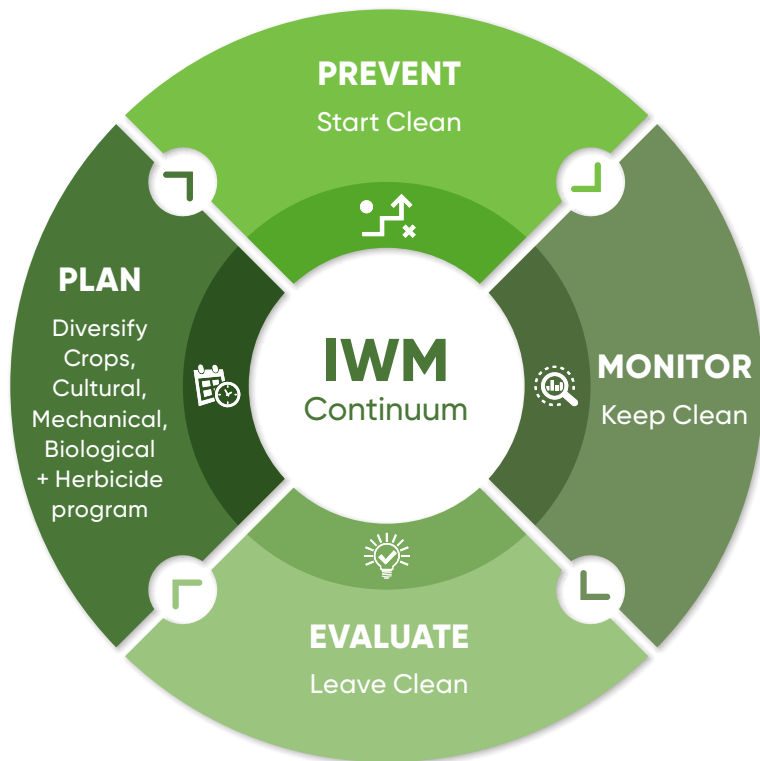 PREVENT
Start Clean
PLAN
Diversify
Crops,
Cultural,
Mechanical,
Biological
+ Herbicide
program
IWM
Continuum
MONITOR
Keep Clean
EVALUATE
Leave Clean